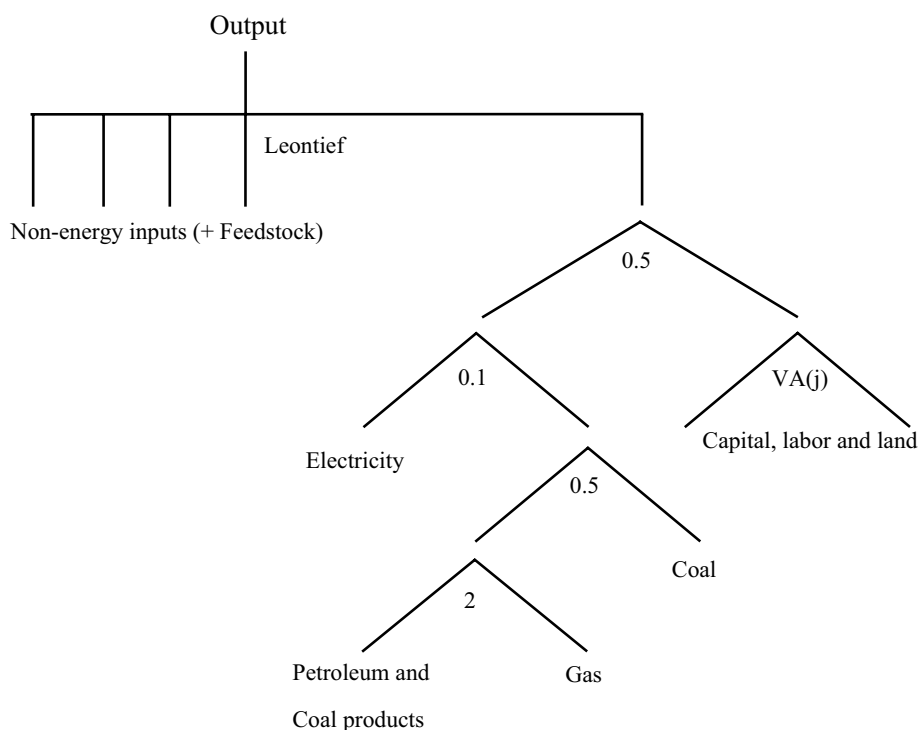 Output
Leontief
Non-energy inputs (+ Feedstock)
0.5
0.1
VA(j)
Electricity
Capital, labor and land
0.5
Coal
2
Petroleum and
Coal products
Gas